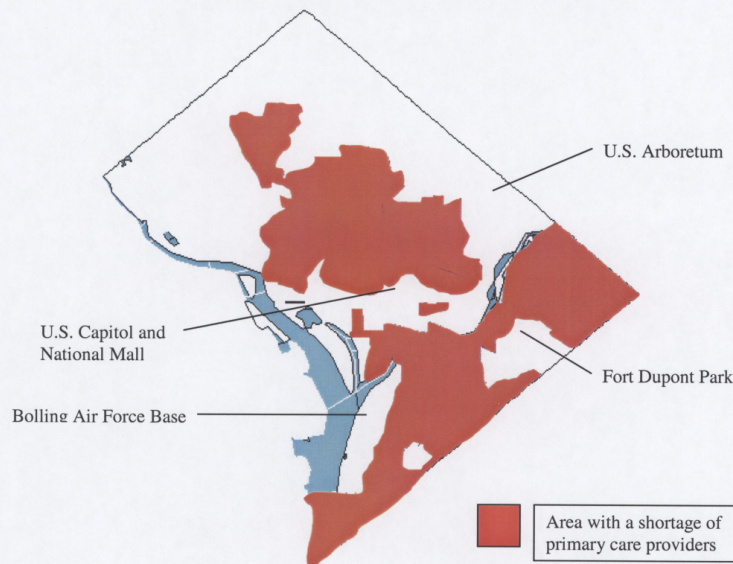 U.S. Arboretum
U.S. Capitol and
National Mall
Fort Dupont Park
Bolling Air Force Base
Area with a shortage of
primary care providers